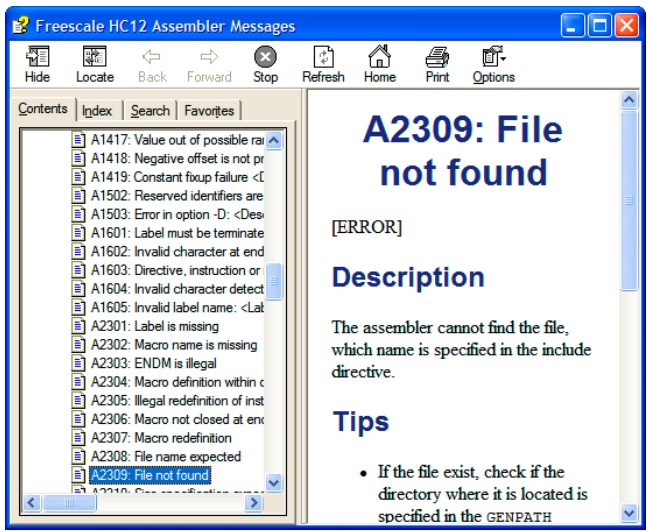 Freescale HC12 Assembler Messages
Hide Locate Back Forward Stop Refresh Home Print Options
Contents Index Search Favorites
A1417: Value out of possible rar
A1418: Negative offset is not pr
A1419: Constant fixup failure <D
A1502: Reserved identifiers are
A1503: Error in option -D: <Desc
A1601: Label must be terminate
A1602: Invalid character at end
A1603: Directive, instruction or
A1604: Invalid character detect
A1605: Invalid label name: <Lab
A2301: Label is missing
A2302: Macro name is missing
A2303: ENDM is illegal
A2304: Macro definition within d
A2305: Illegal redefinition of inst
A2306: Macro not closed at end
A2307: Macro redefinition
A2308: File name expected
A2309: File not found
A2309: File
not found
[ERROR]
Description
The assembler cannot find the file,
which name is specified in the include
directive.
Tips
• If the file exist, check if the
directory where it is located is
specified in the GENPATH